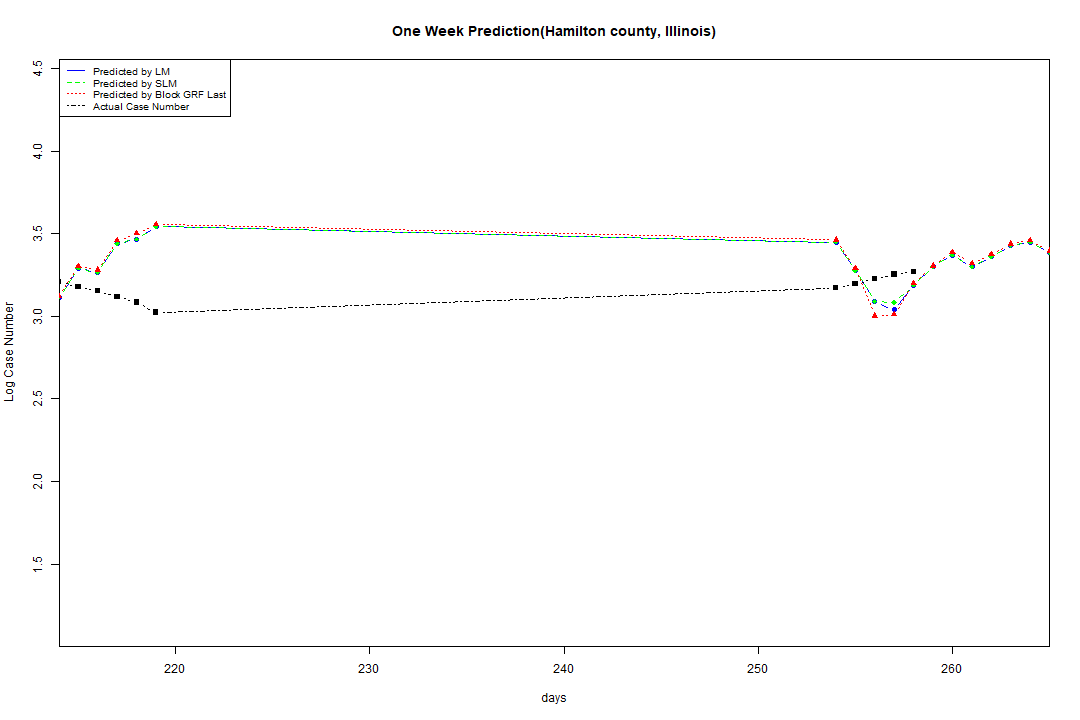 One Week Prediction(Hamilton county, Illinois)
Predicted by LM
Predicted by SLM
Predicted by Block GRF Last
Actual Case Number
4.5
4.0
3.5
3.0
2.5
2.0
1.5
Log Case Number
220 230 240 250 260
days